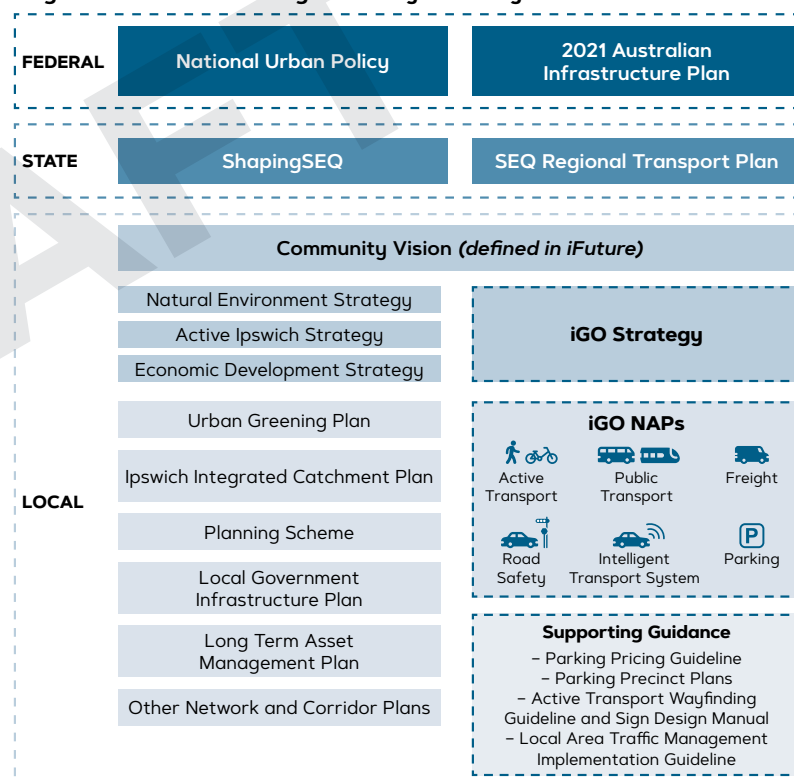 FEDERAL
National Urban Policy
2021 Australian
Infrastructure Plan
STATE
ShapingSEQ
SEQ Regional Transport Plan
LOCAL
Community Vision (defined in iFuture)
Natural Environment Strategy
Active Ipswich Strategy
Economic Development Strategy
Urban Greening Plan
Ipswich Integrated Catchment Plan
Planning Scheme
Local Government
Infrastructure Plan
Long Term Asset
Management Plan
Other Network and Corridor Plans
iGO Strategy
iGO NAPs
Active
Transport
Public
Transport
Freight
Road
Safety
Intelligent
Transport System
P
Parking
Supporting Guidance
– Parking Pricing Guideline
– Parking Precinct Plans
– Active Transport Wayfinding
Guideline and Sign Design Manual
– Local Area Traffic Management
Implementation Guideline
AFT